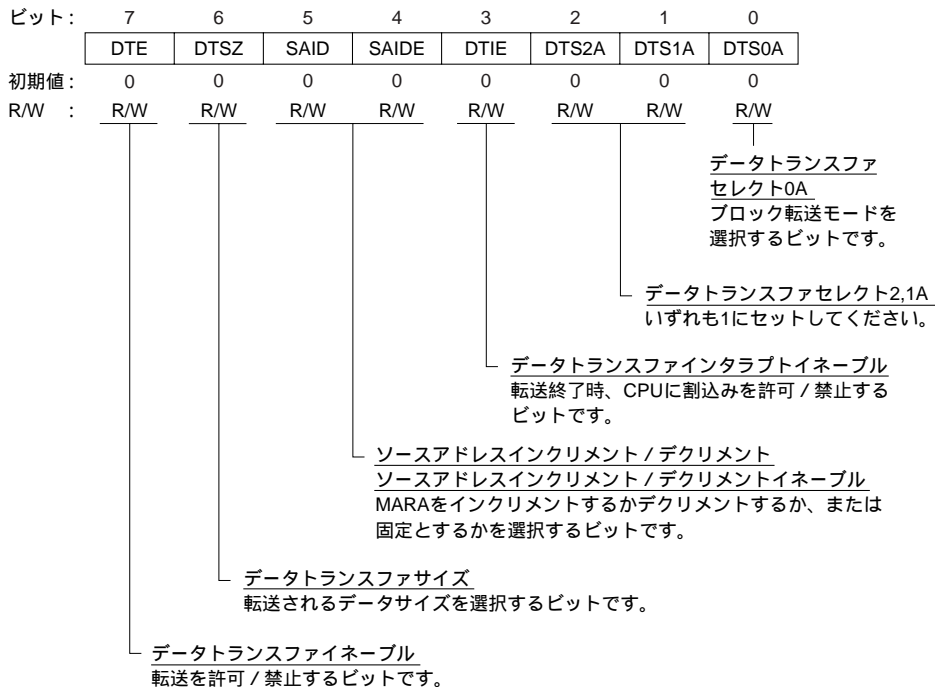 ビット： 7 6 5 4 3 2 1 0
DTE DTSZ SAID SAIDE DTIE DTS2A DTS1A DTS0A
初期値： 0 0 0 0 0 0 0 0
R/W ： R/W R/W R/W R/W R/W R/W R/W R/W
データトランスファ
セレクト0A
ブロック転送モードを
選択するビットです。
データトランスファセレクト2,1A
いずれも1にセットしてください。
データトランスファインタラプトイネーブル
転送終了時、CPUに割込みを許可 / 禁止する
ビットです。
ソースアドレスインクリメント / デクリメント
ソースアドレスインクリメント / デクリメントイネーブル
MARAをインクリメントするかデクリメントするか、または
固定とするかを選択するビットです。
データトランスファサイズ
転送されるデータサイズを選択するビットです。
データトランスファイネーブル
転送を許可 / 禁止するビットです。